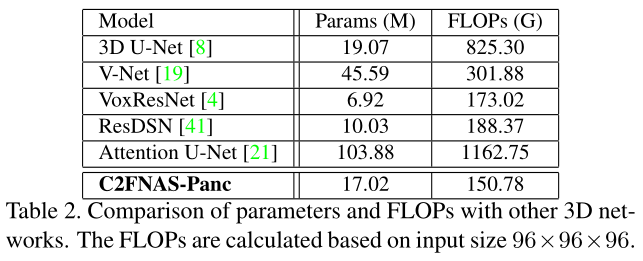 Model Params (M) FLOPs (G)
3D U-Net [8] 19.07 825.30
V-Net [19] 45.59 301.88
VoxResNet [4] 6.92 173.02
ResDSN [41] 10.03 188.37
Attention U-Net [21] 103.88 1162.75
C2FNAS-Panc 17.02 150.78
Table 2. Comparison of parameters and FLOPs with other 3D net-
works. The FLOPs are calculated based on input size 96×96×96.